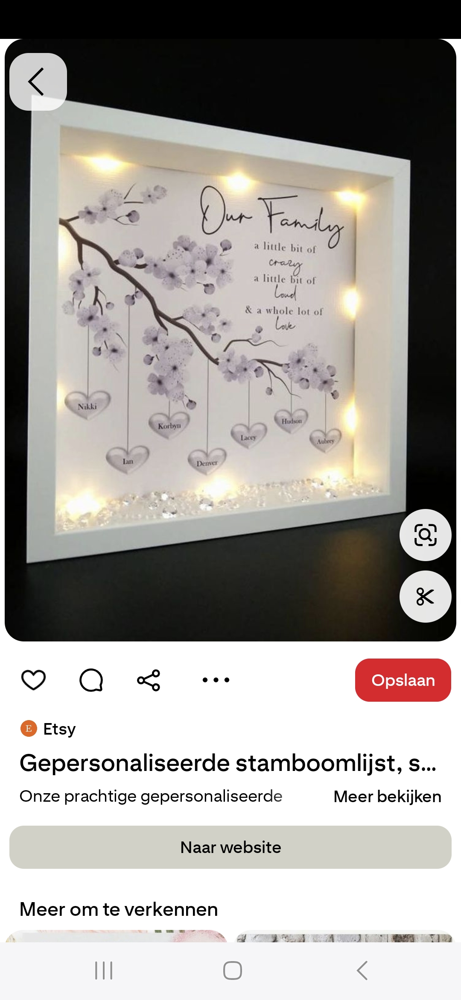 Our Family
a little bit of
crazy
a little bit of
loud
& a whole lot of
love
Nikki
Korbyn
Hudson
Lacey
Aubrey
Ian
Denver
Opslaan
E Etsy
Gepersonaliseerde stamboomlijst, s...
Onze prachtige gepersonaliseerde Meer bekijken
Naar website
Meer om te verkennen